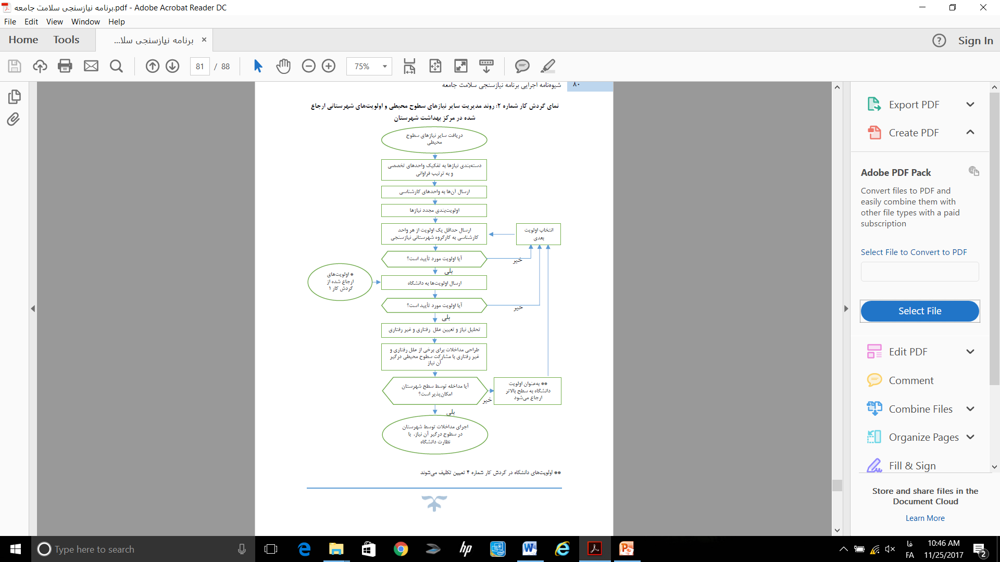 برنامه نیازسنجی سلامت جامعه.pdf - Adobe Acrobat Reader DC
File Edit View Window Help
Home Tools برنامه نیازسنجی سلا... ×
? Sign In
81 / 88 75%
شیوه‌نامه اجرایی برنامه نیازسنجی سلامت جامعه ۸۰
نمای گردش کار شماره ۲: روند مدیریت سایر نیازهای سطوح محیطی و اولویت‌های شهرستانی ارجاع
شده در مرکز بهداشت شهرستان
دریافت سایر نیازهای سطوح
محیطی
دسته‌بندی نیازها به تفکیک واحدهای تخصصی
و به ترتیب فراوانی
ارسال آن‌ها به واحدهای کارشناسی
اولویت‌بندی مجدد نیازها
ارسال حداقل یک اولویت از هر واحد
کارشناسی به کارگروه شهرستانی نیازسنجی
انتخاب اولویت
بعدی
آیا اولویت مورد تأیید است؟
خیر
بلی
* اولویت‌های
ارجاع شده از
گردش کار ۱
ارسال اولویت‌ها به دانشگاه
آیا اولویت مورد تأیید است؟
خیر
بلی
تحلیل نیاز و تعیین علل رفتاری و غیر رفتاری
طراحی مداخلات برای برخی از علل رفتاری و
غیر رفتاری با مشارکت سطوح محیطی درگیر
آن نیاز
آیا مداخله توسط سطح شهرستان
امکان‌پذیر است؟
خیر
** به‌عنوان اولویت
دانشگاه به سطح بالاتر
ارجاع می‌شود
بلی
اجرای مداخلات توسط شهرستان
در سطوح درگیر آن نیاز، با
نظارت دانشگاه
** اولویت‌های دانشگاه در گردش کار شماره ۴ تعیین تکلیف می‌شوند
Export PDF
Create PDF
Adobe PDF Pack
Convert files to PDF and
easily combine them with
other file types with a paid
subscription
Select File to Convert to PDF
Select File
Edit PDF
Comment
Combine Files
Organize Pages
Fill & Sign
Store and share files in the
Document Cloud
Learn More
Type here to search
فا
FA
10:46 AM
11/25/2017
2